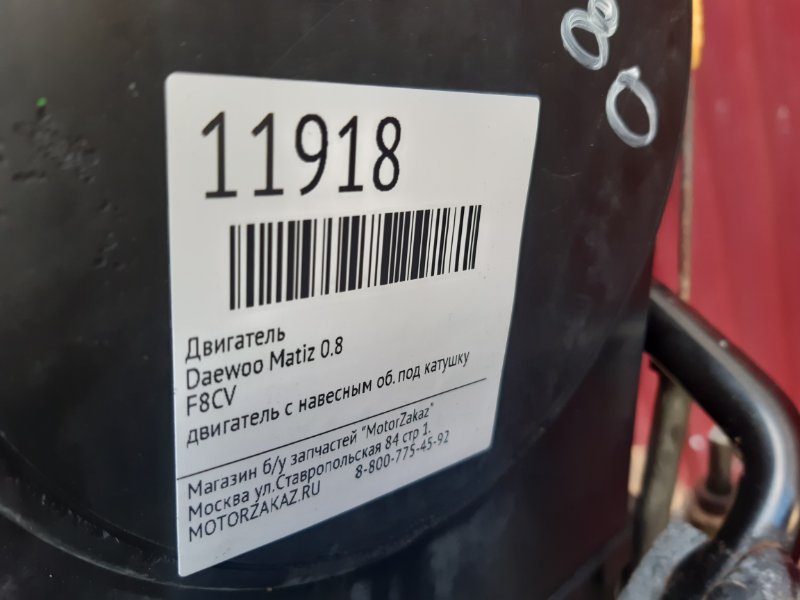 11918
Двигатель
Daewoo Matiz 0.8
F8CV
двигатель с навесным об. под катушку
Магазин б/у запчастей "MotorZakaz"
Москва ул.Ставропольская 84 стр 1.
MOTORZAKAZ.RU 8-800-775-45-92